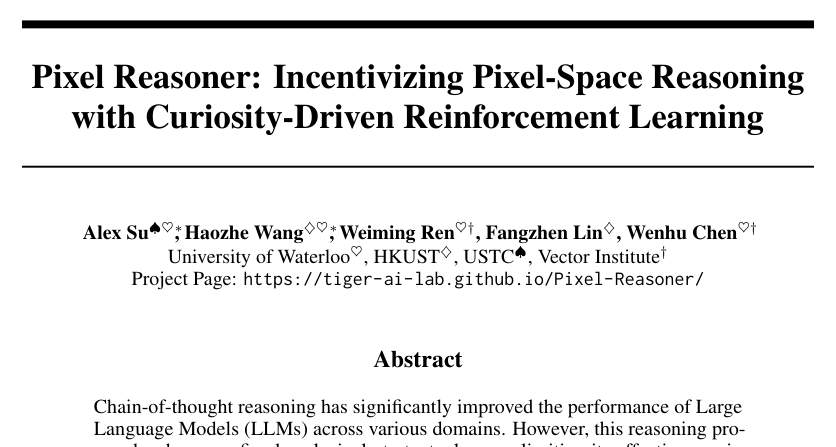 Pixel Reasoner: Incentivizing Pixel-Space Reasoning
with Curiosity-Driven Reinforcement Learning
Alex Su♠♡,* Haozhe Wang♢♡,* Weiming Ren♡†, Fangzhen Lin♢, Wenhu Chen♡†
University of Waterloo♡, HKUST♢, USTC♠, Vector Institute†
Project Page: https://tiger-ai-lab.github.io/Pixel-Reasoner/
Abstract
Chain-of-thought reasoning has significantly improved the performance of Large
Language Models (LLMs) across various domains. However, this reasoning pro-